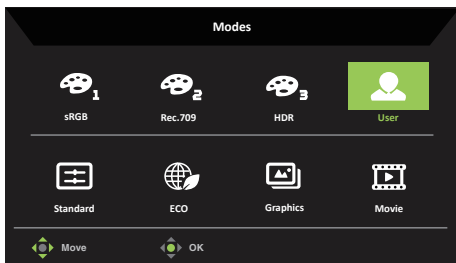 Modes
1 2 3
sRGB Rec.709 HDR User
Standard ECO Graphics Movie
Move OK